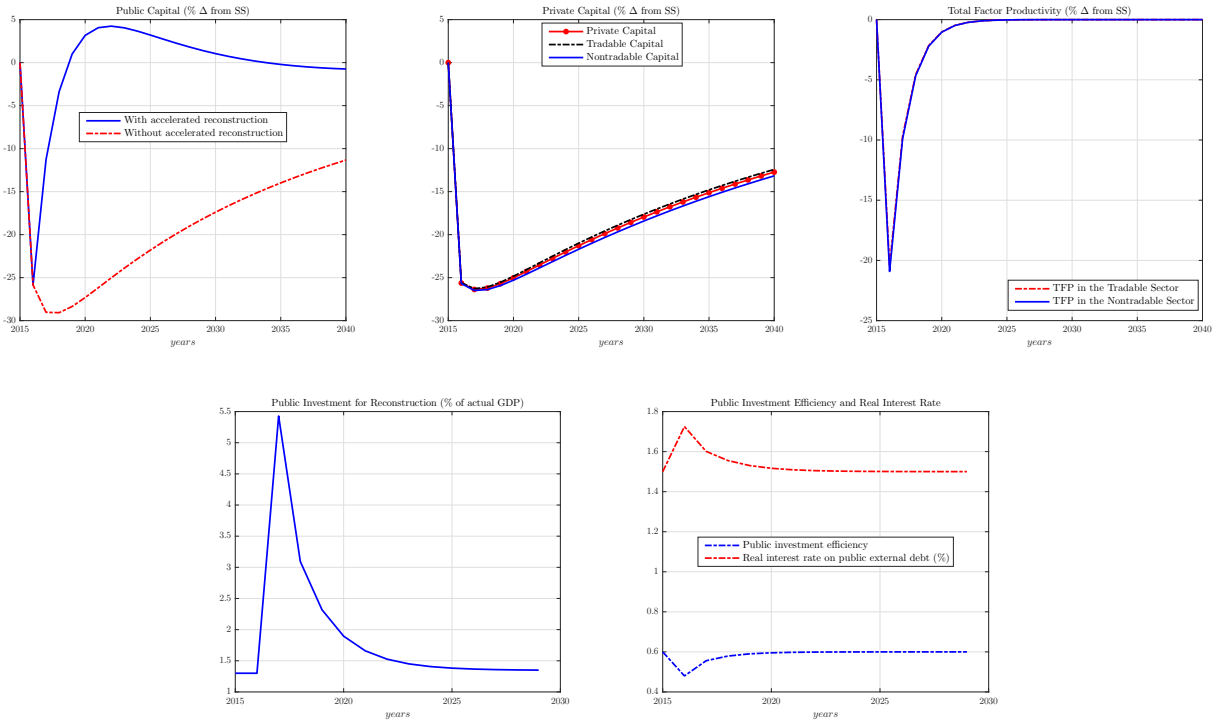 Public Capital (% Δ from SS)
5
0
-5
-10
-15
-20
-25
-30
With accelerated reconstruction
Without accelerated reconstruction
2015 2020 2025 2030 2035 2040
years
Private Capital (% Δ from SS)
5
0
-5
-10
-15
-20
-25
-30
Private Capital
Tradable Capital
Nontradable Capital
2015 2020 2025 2030 2035 2040
years
Total Factor Productivity (% Δ from SS)
0
-5
-10
-15
-20
-25
TFP in the Tradable Sector
TFP in the Nontradable Sector
2015 2020 2025 2030 2035 2040
years
Public Investment for Reconstruction (% of actual GDP)
5.5
5
4.5
4
3.5
3
2.5
2
1.5
1
2015 2020 2025 2030
years
Public Investment Efficiency and Real Interest Rate
1.8
1.6
1.4
1.2
1
0.8
0.6
0.4
Public investment efficiency
Real interest rate on public external debt (%)
2015 2020 2025 2030
years